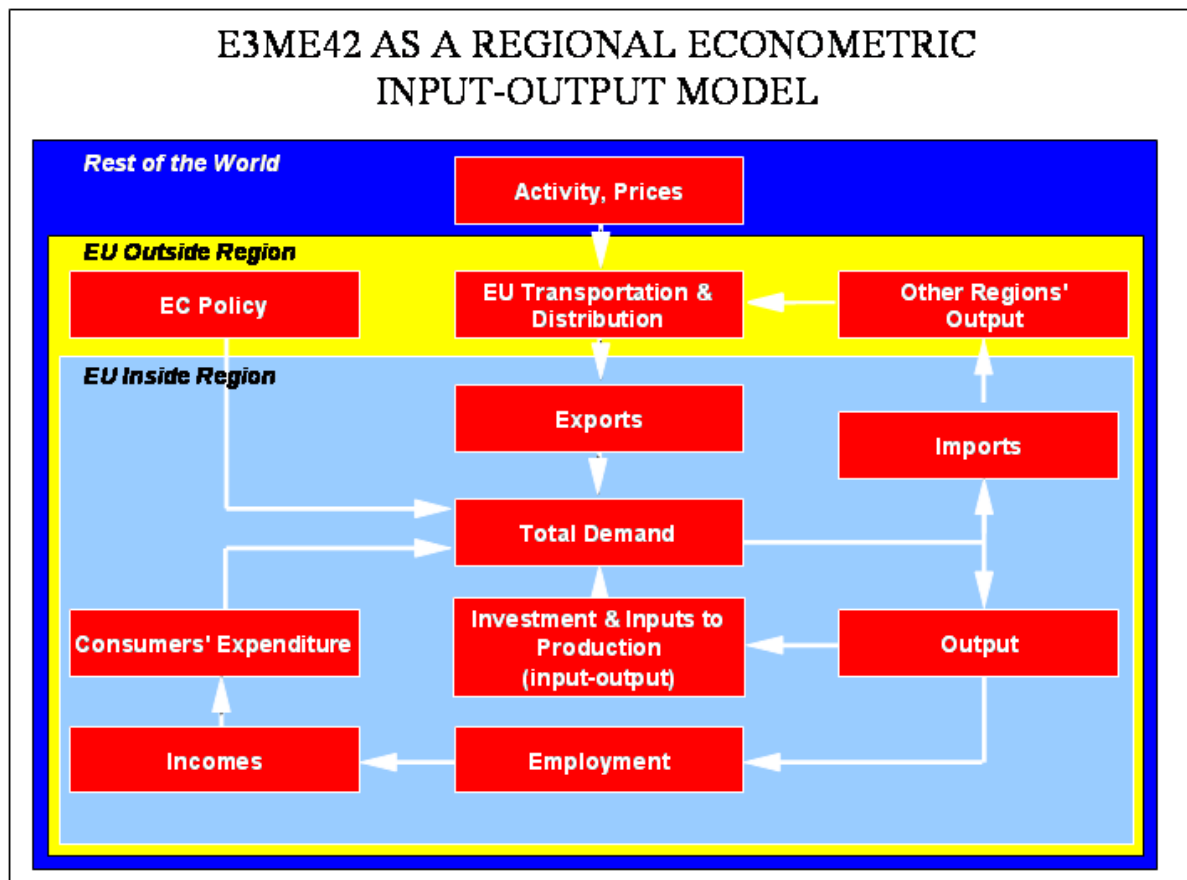 E3ME42 AS A REGIONAL ECONOMETRIC
INPUT-OUTPUT MODEL
Rest of the World
Activity, Prices
EU Outside Region
EC Policy
EU Transportation &
Distribution
Other Regions'
Output
EU Inside Region
Exports
Imports
Total Demand
Consumers' Expenditure
Investment & Inputs to
Production
(input-output)
Output
Incomes
Employment